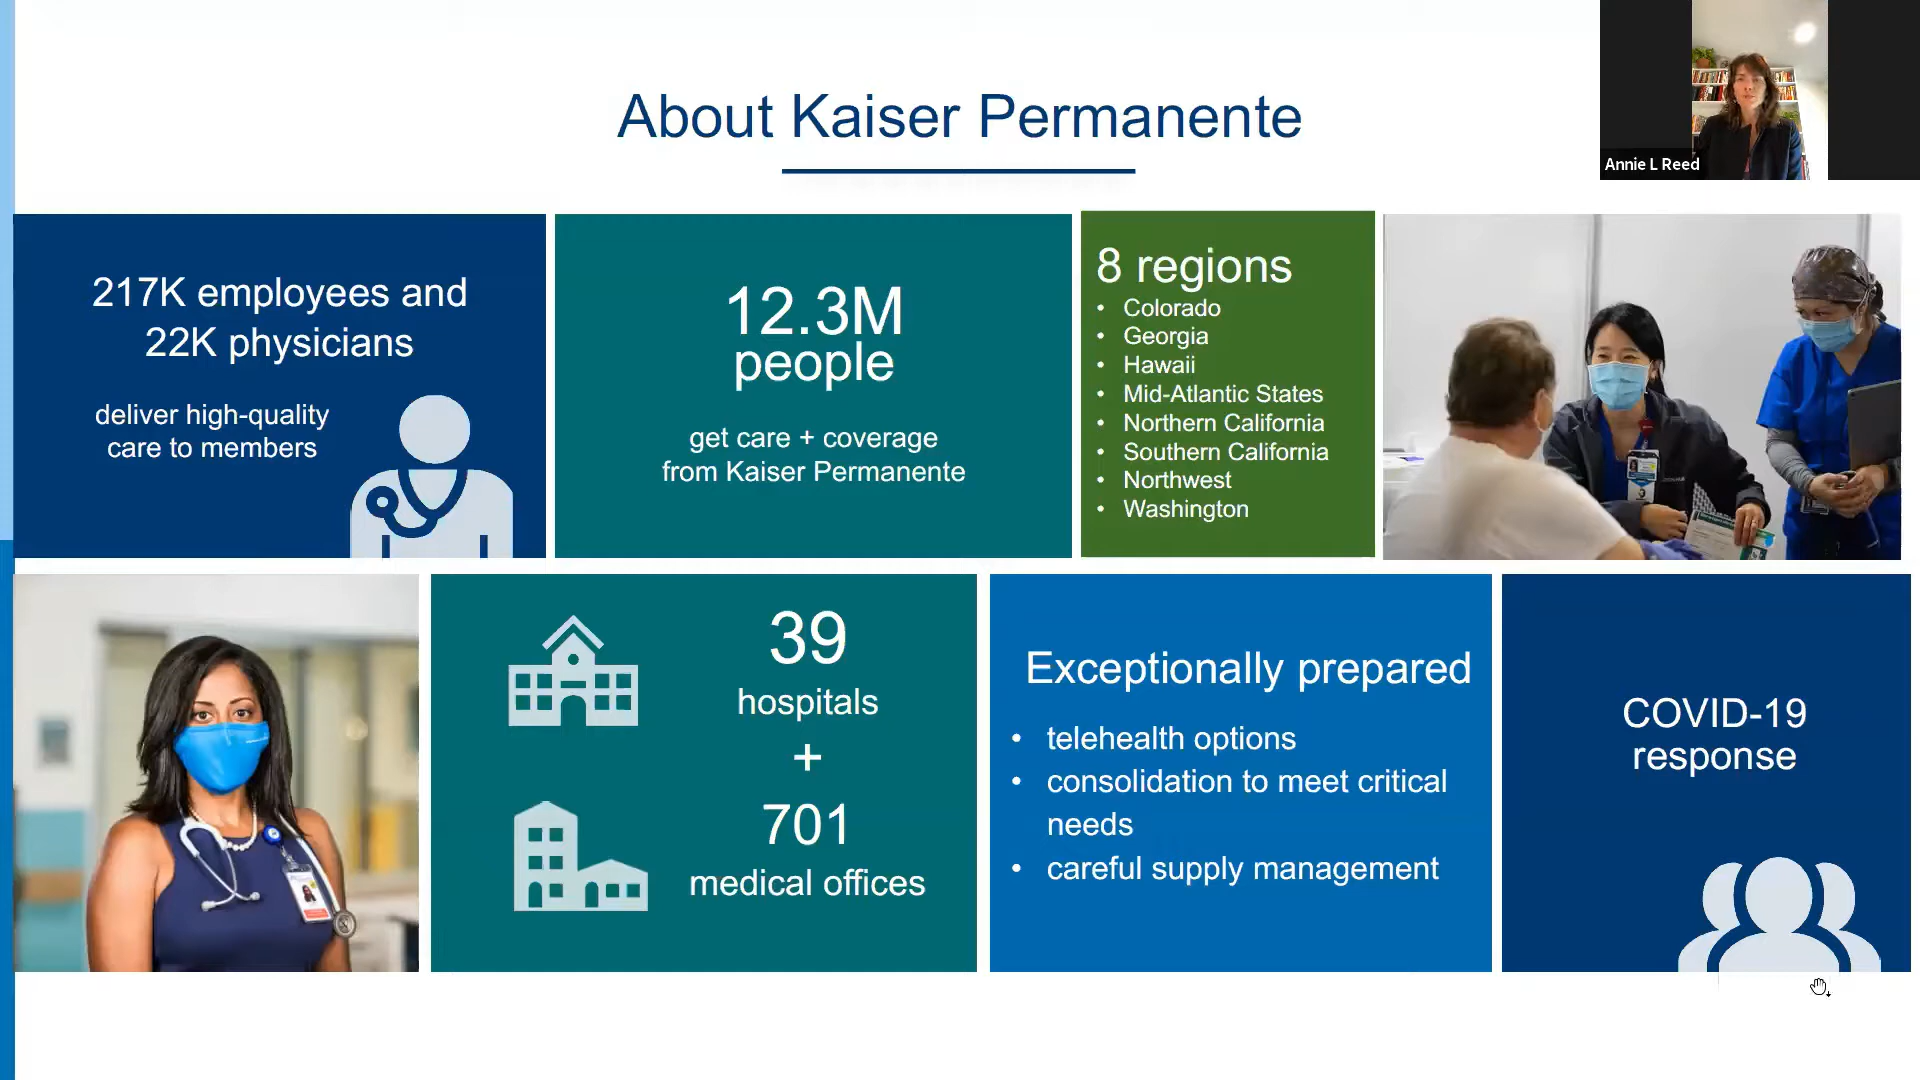 About Kaiser Permanente
Annie L Reed
217K employees and
22K physicians
deliver high-quality
care to members
12.3M
people
get care + coverage
from Kaiser Permanente
8 regions
• Colorado
• Georgia
• Hawaii
• Mid-Atlantic States
• Northern California
• Southern California
• Northwest
• Washington
39
hospitals
+
701
medical offices
Exceptionally prepared
• telehealth options
• consolidation to meet critical
needs
• careful supply management
COVID-19
response